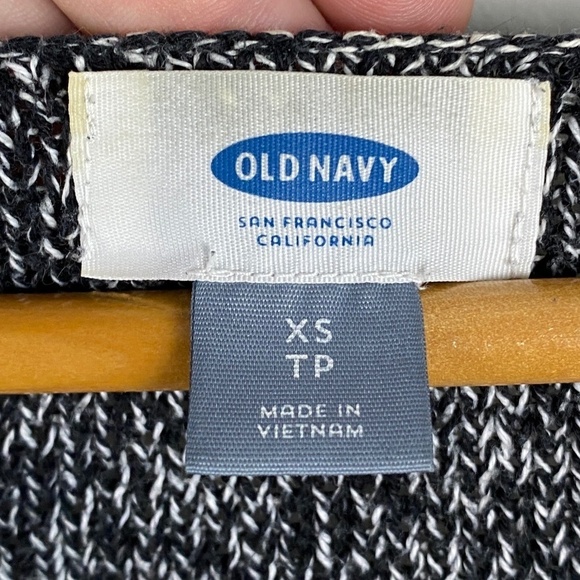 OLD NAVY
SAN FRANCISCO
CALIFORNIA
XS
TP
MADE IN
VIETNAM